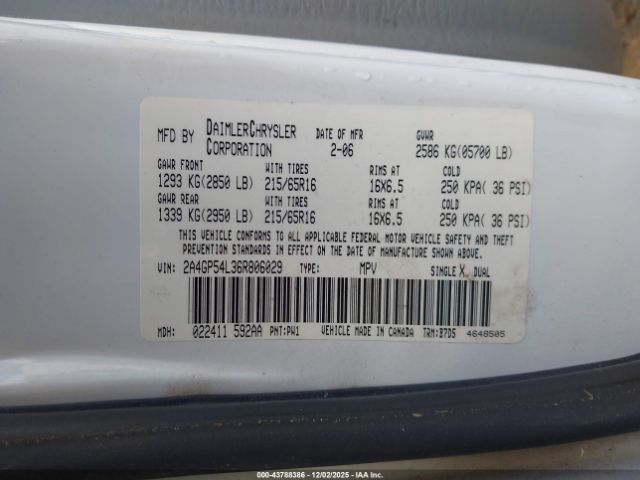 MFD BY DAIMLERCHRYSLER CORPORATION DATE OF MFR 2-06 GVWR 2586 KG(05700 LB)
GAWR FRONT WITH TIRES RIMS AT COLD
1293 KG(2850 LB) 215/65R16 16X6.5 250 KPA( 36 PSI)
GAWR REAR WITH TIRES RIMS AT COLD
1339 KG(2950 LB) 215/65R16 16X6.5 250 KPA( 36 PSI)
THIS VEHICLE CONFORMS TO ALL APPLICABLE FEDERAL MOTOR VEHICLE SAFETY AND THEFT
PREVENTION STANDARDS IN EFFECT ON THE DATE OF MANUFACTURE SHOWN ABOVE.
VIN: 2A4GP54L36R806029 TYPE: MPV SINGLE X DUAL
MDH: 022411 592AA PNT:PW1 VEHICLE MADE IN CANADA TRM:B7D5 4648505
000-43788386 - 12/02/2025 - IAA, Inc.